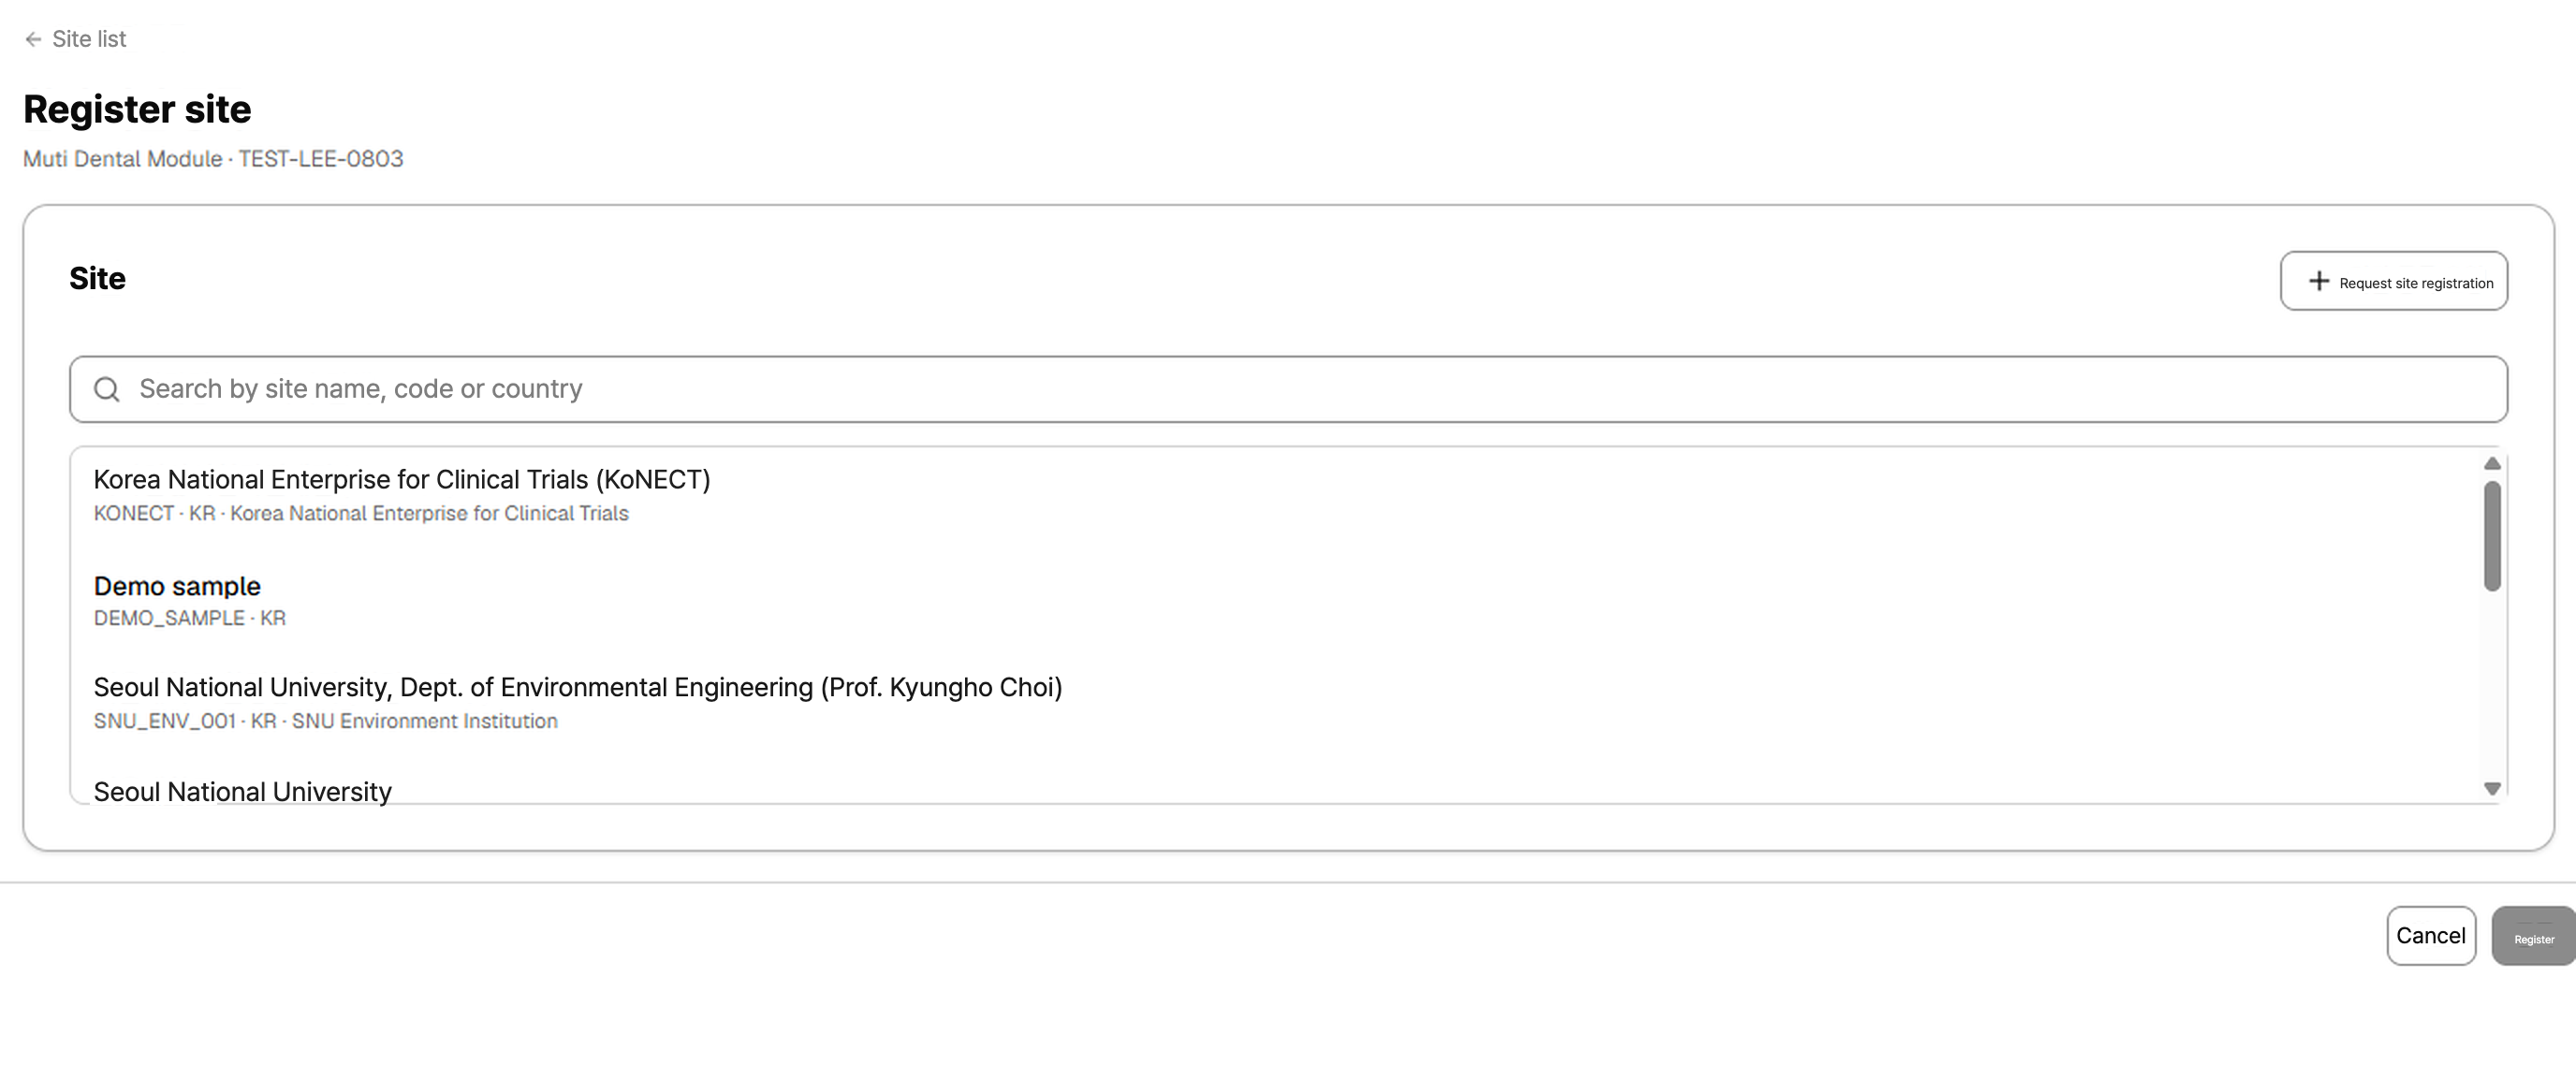 Site list
Register site
Muti Dental Module · TEST-LEE-0803
Site
Request site registration
Search by site name, code or country
Korea National Enterprise for Clinical Trials (KoNECT)
KONECT · KR · Korea National Enterprise for Clinical Trials
Demo sample
DEMO_SAMPLE · KR
Seoul National University, Dept. of Environmental Engineering (Prof. Kyungho Choi)
SNU_ENV_001 · KR · SNU Environment Institution
Seoul National University
Cancel
Register